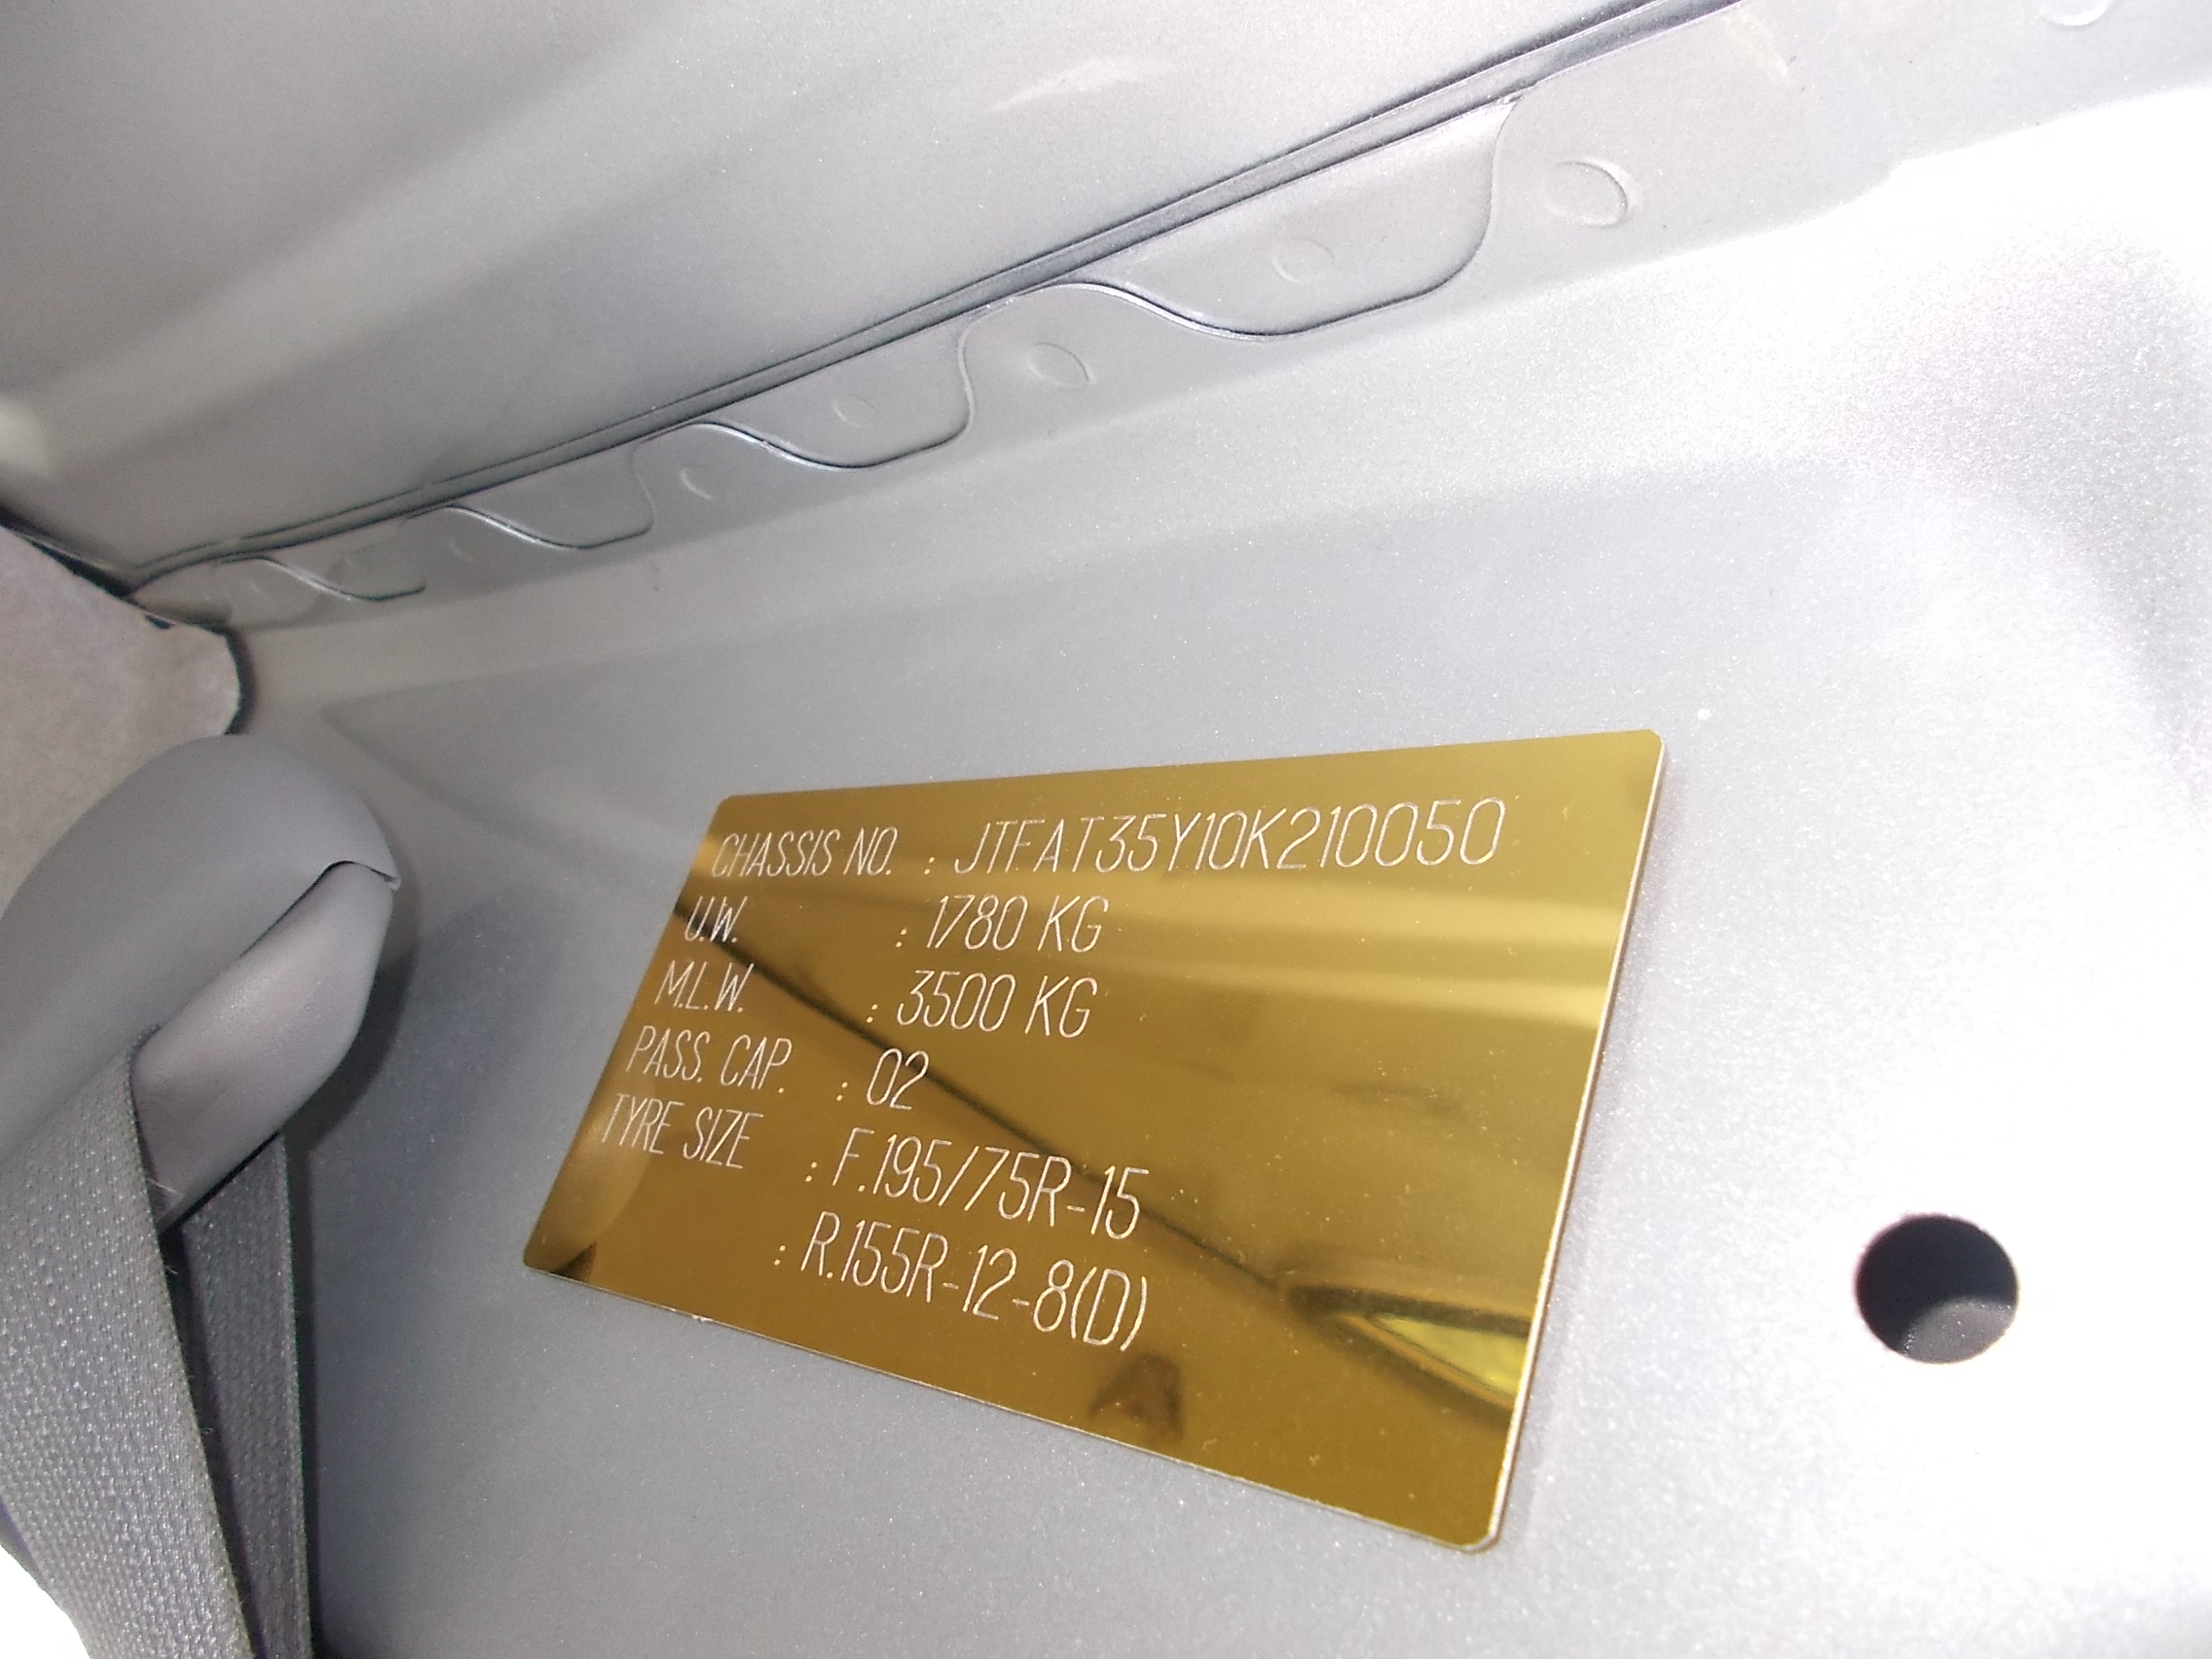 CHASSIS NO. : JTFAT35Y10K210050
U.W. : 1780 KG
M.L.W. : 3500 KG
PASS. CAP. : 02
TYRE SIZE : F.195/75R-15
: R.155R-12-8(D)